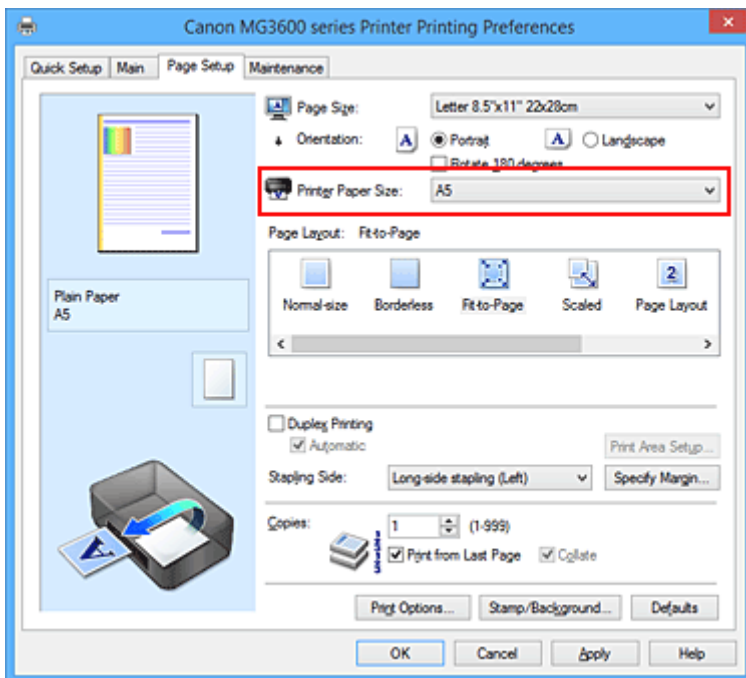 Canon MG3600 series Printer Printing Preferences
Quick Setup Main Page Setup Maintenance
Page Size: Letter 8.5"x11" 22x28cm
Orientation: A Portrait A Landscape
Rotate 180 degrees
Printer Paper Size: A5
Page Layout: Fit-to-Page
Normal-size Borderless Fit-to-Page Scaled Page Layout
Plain Paper
A5
Duplex Printing
Automatic Print Area Setup...
Stapling Side: Long-side stapling (Left) Specify Margin...
Copies: 1 (1-999)
Print from Last Page Collate
Print Options... Stamp/Background... Defaults
OK Cancel Apply Help